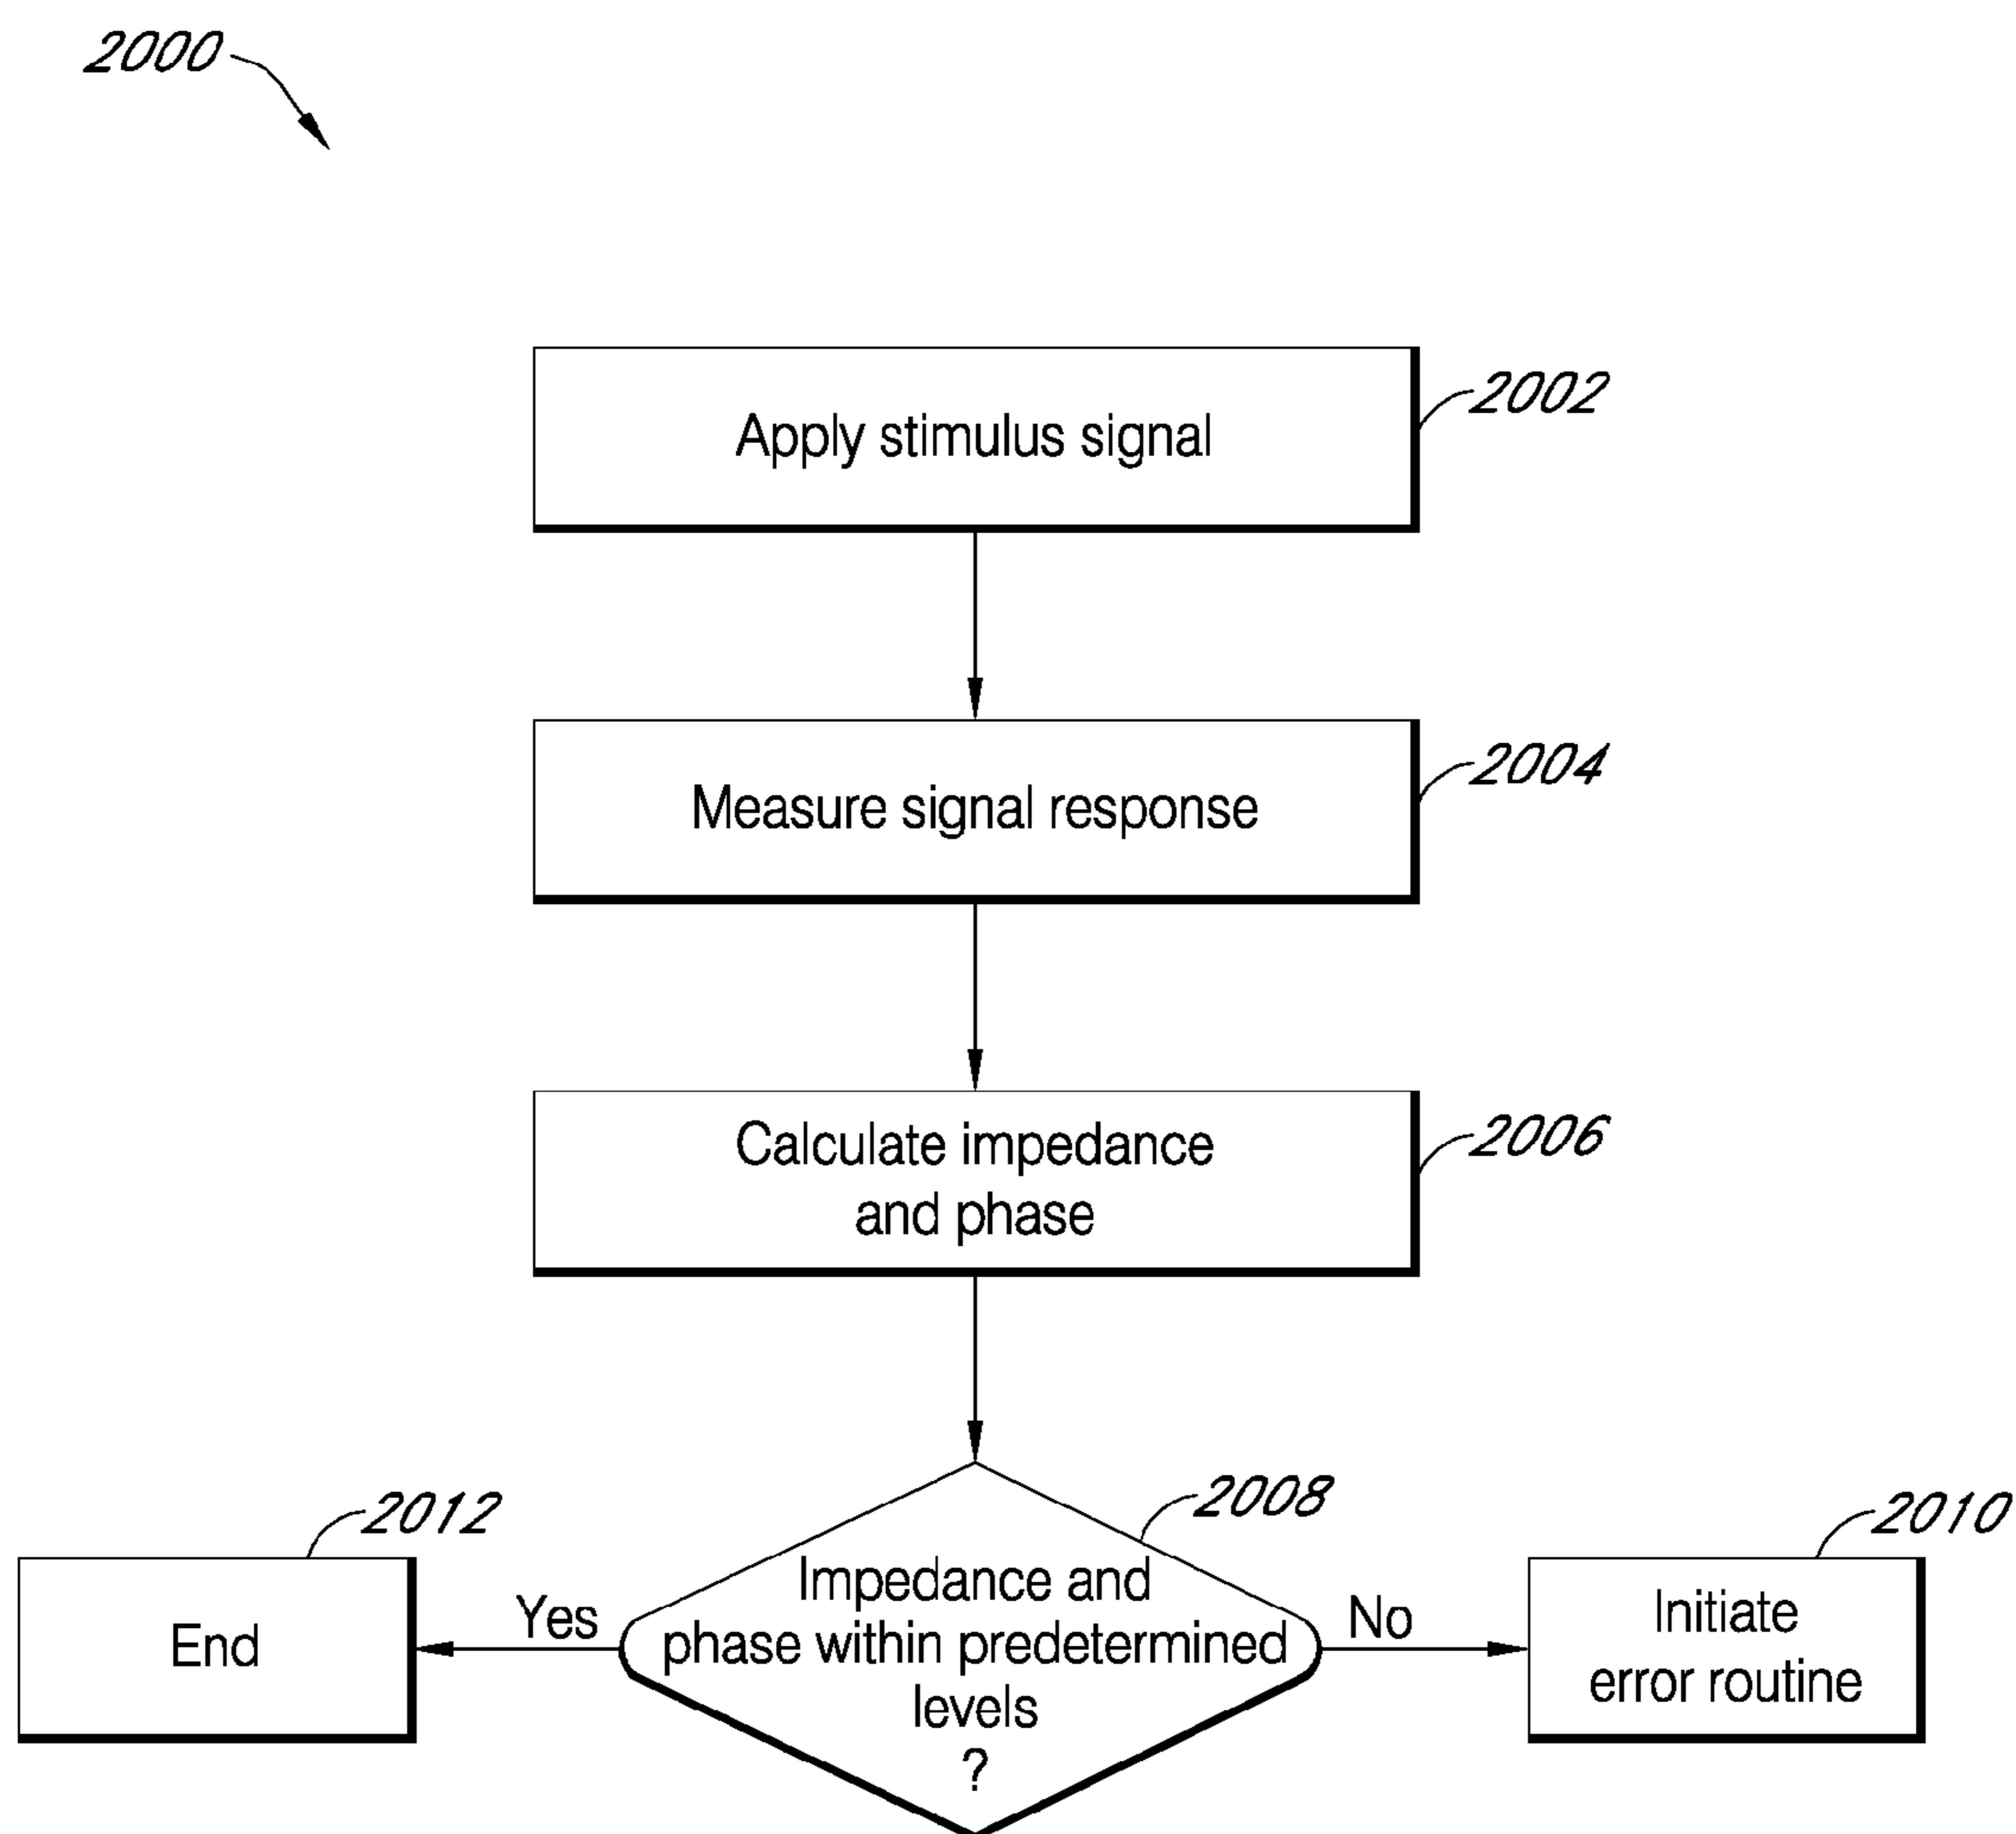 2000
Apply stimulus signal
2002
Measure signal response
2004
Calculate impedance
and phase
2006
2012
End
Yes
2008
Impedance and
phase within predetermined
levels
?
No
2010
Initiate
error routine